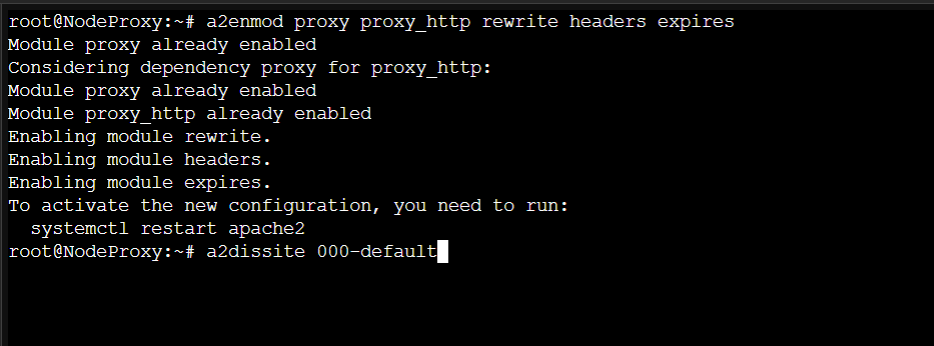 root@NodeProxy:~# a2enmod proxy proxy_http rewrite headers expires
Module proxy already enabled
Considering dependency proxy for proxy_http:
Module proxy already enabled
Module proxy_http already enabled
Enabling module rewrite.
Enabling module headers.
Enabling module expires.
To activate the new configuration, you need to run:
  systemctl restart apache2
root@NodeProxy:~# a2dissite 000-default